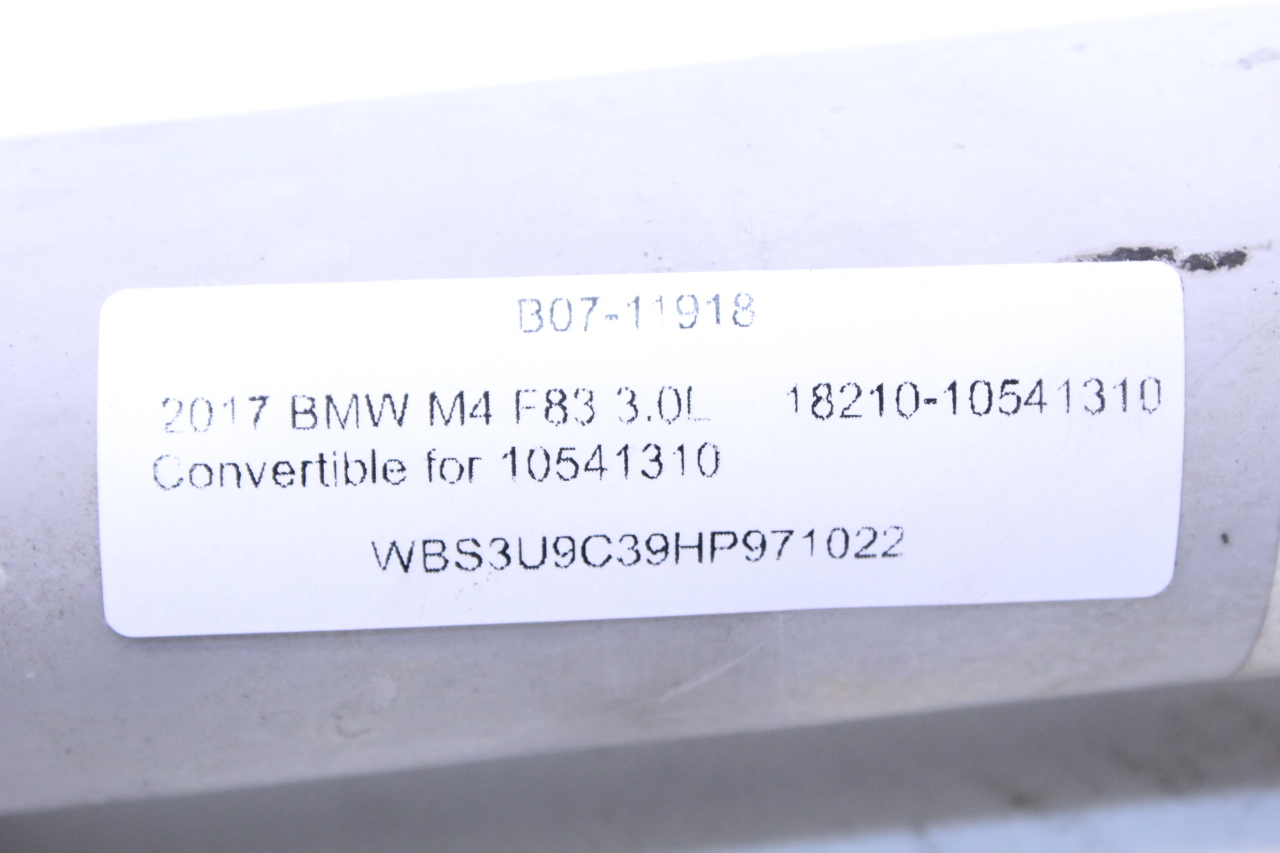 B07-11918
2017 BMW M4 F83 3.0L 18210-10541310
Convertible for 10541310
WBS3U9C39HP971022